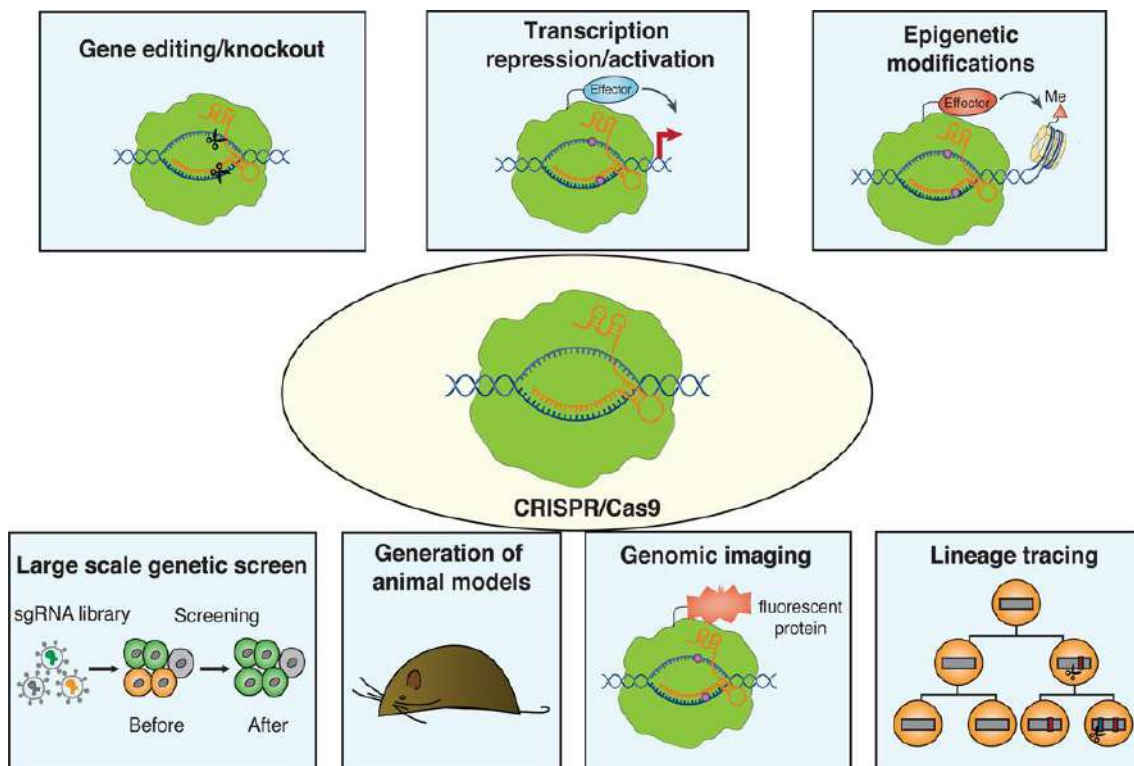 Gene editing/knockout
Transcription
repression/activation
Effector
Epigenetic
modifications
Effector
Me
CRISPR/Cas9
Large scale genetic screen
sgRNA library
Screening
Before
After
Generation of
animal models
Genomic imaging
fluorescent
protein
Lineage tracing